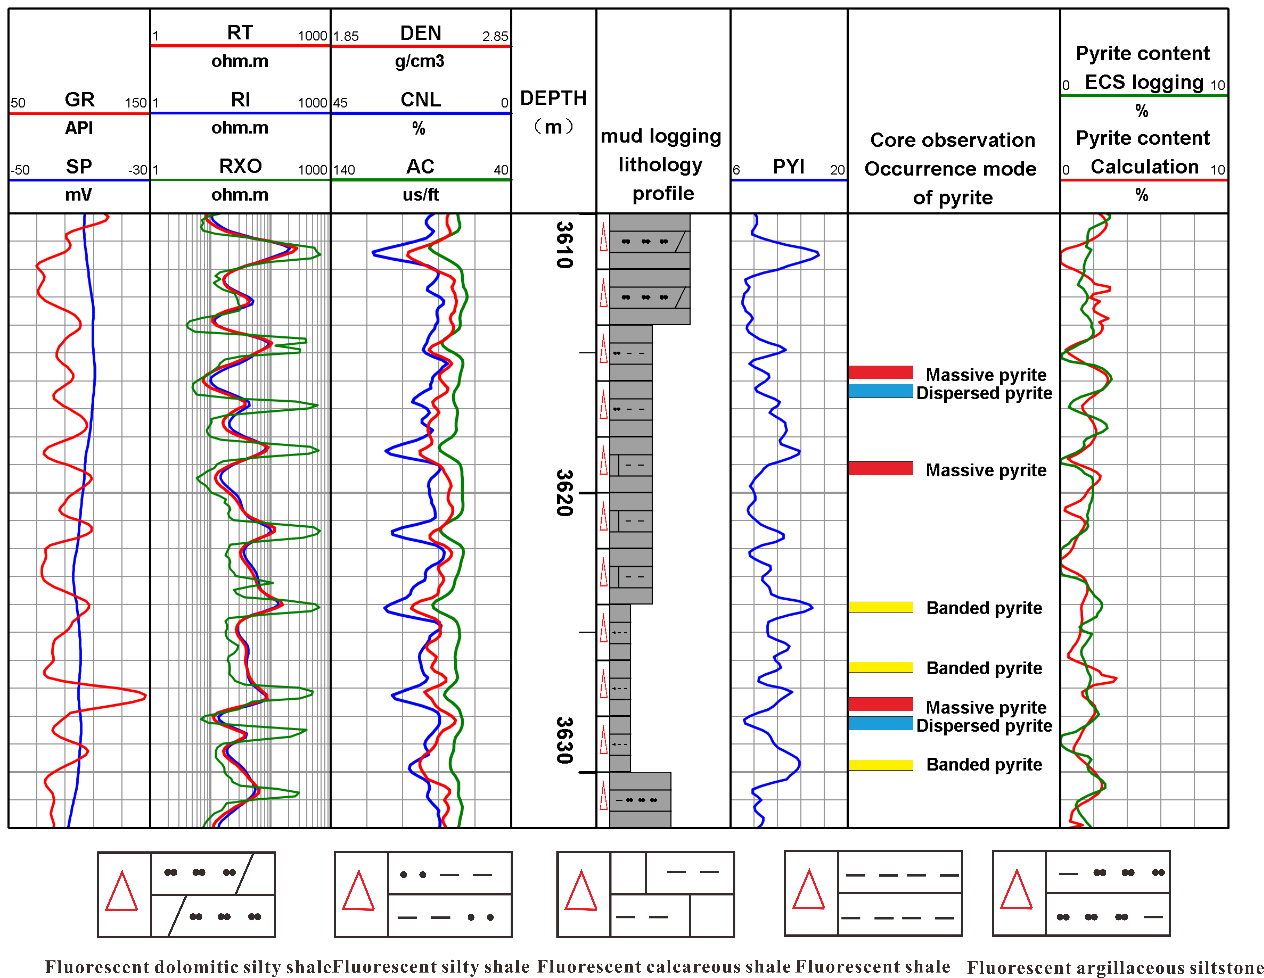 RT
1 1000
ohm.m
DEN
1.85 2.85
g/cm3
GR
50 150
API
RI
1 1000
ohm.m
CNL
45 0
%
SP
-50 -30
mV
RXO
1 1000
ohm.m
AC
140 40
us/ft
DEPTH
(m)
mud logging
lithology
profile
PYI
6 20
Core observation
Occurrence mode
of pyrite
Pyrite content
0 ECS logging 10
%
Pyrite content
0 Calculation 10
%
3610
3620
3630
Massive pyrite
Dispersed pyrite
Massive pyrite
Banded pyrite
Banded pyrite
Massive pyrite
Dispersed pyrite
Banded pyrite
Fluorescent dolomitic silty shale
Fluorescent silty shale
Fluorescent calcareous shale
Fluorescent shale
Fluorescent argillaceous siltstone